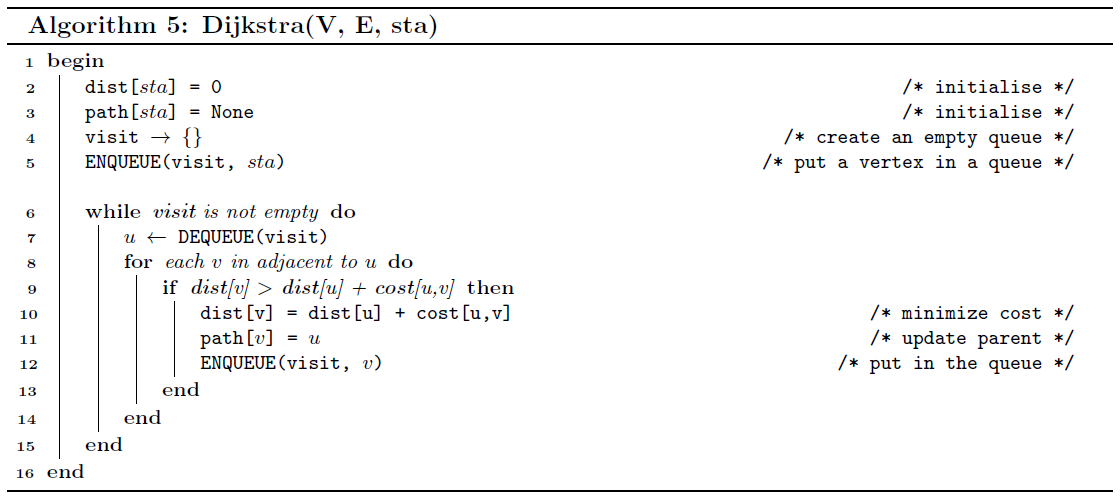 Algorithm 5: Dijkstra(V, E, sta)
1 begin
2 dist[sta] = 0 /* initialise */
3 path[sta] = None /* initialise */
4 visit → {} /* create an empty queue */
5 ENQUEUE(visit, sta) /* put a vertex in a queue */
6 while visit is not empty do
7 u ← DEQUEUE(visit)
8 for each v in adjacent to u do
9 if dist[v] > dist[u] + cost[u,v] then
10 dist[v] = dist[u] + cost[u,v] /* minimize cost */
11 path[v] = u /* update parent */
12 ENQUEUE(visit, v) /* put in the queue */
13 end
14 end
15 end
16 end